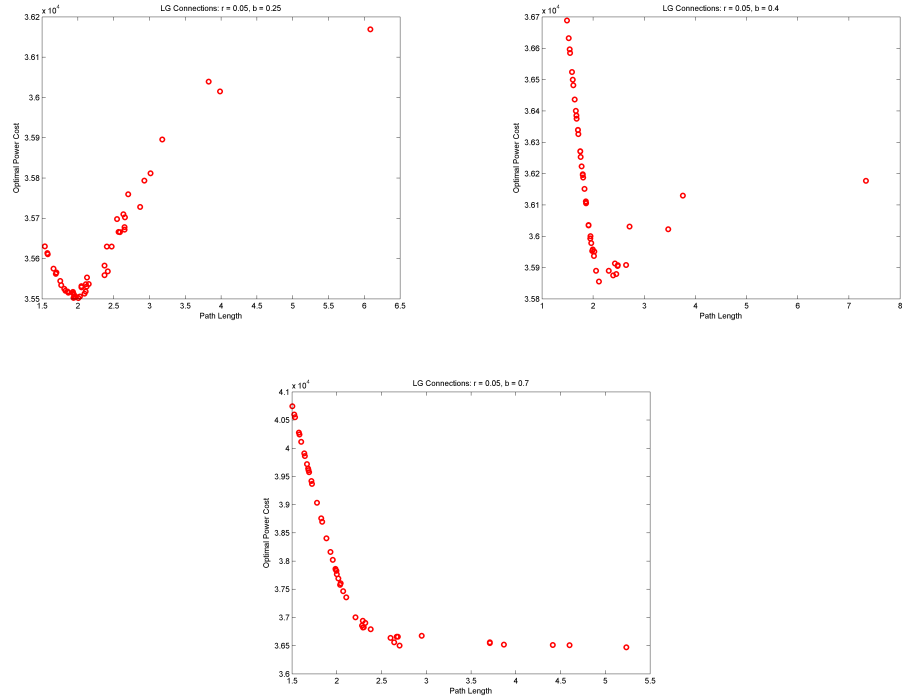 LG Connections: r = 0.05, b = 0.25
x 10⁴
3.62
3.61
3.6
3.59
3.58
3.57
3.56
3.55
Optimal Power Cost
1.5 2 2.5 3 3.5 4 4.5 5 5.5 6 6.5
Path Length
LG Connections: r = 0.05, b = 0.4
x 10⁴
3.67
3.66
3.65
3.64
3.63
3.62
3.61
3.6
3.59
3.58
Optimal Power Cost
1 2 3 4 5 6 7 8
Path Length
LG Connections: r = 0.05, b = 0.7
x 10⁴
4.1
4.05
4
3.95
3.9
3.85
3.8
3.75
3.7
3.65
3.6
Optimal Power Cost
1.5 2 2.5 3 3.5 4 4.5 5 5.5
Path Length